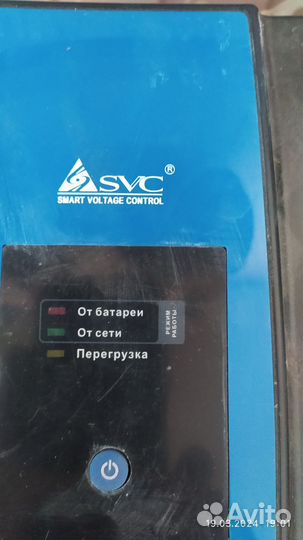 SVC®
SMART VOLTAGE CONTROL
От батареи
От сети
РЕЖИМ
РАБОТЫ
Перегрузка
19.03.2024 19:01
Avito